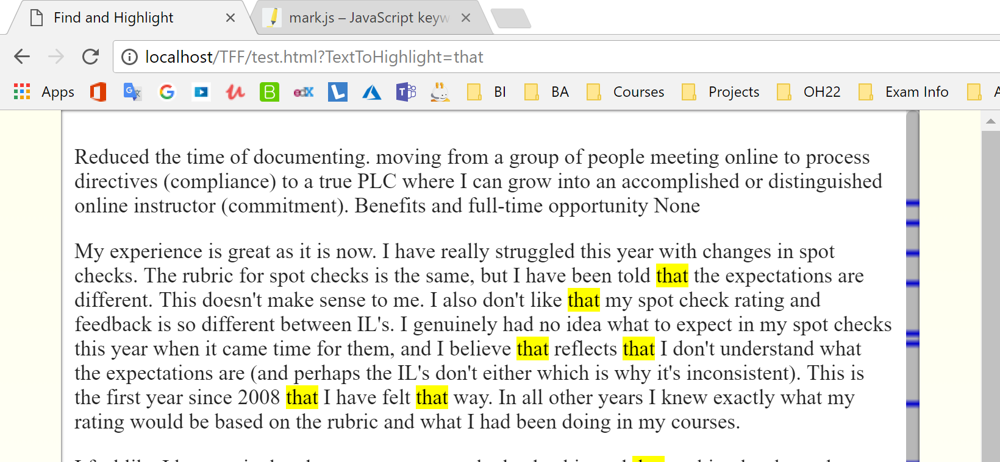 Find and Highlight
mark.js – JavaScript keyw
localhost/TFF/test.html?TextToHighlight=that
Apps BI BA Courses Projects OH22 Exam Info
Reduced the time of documenting. moving from a group of people meeting online to process
directives (compliance) to a true PLC where I can grow into an accomplished or distinguished
online instructor (commitment). Benefits and full-time opportunity None
My experience is great as it is now. I have really struggled this year with changes in spot
checks. The rubric for spot checks is the same, but I have been told that the expectations are
different. This doesn't make sense to me. I also don't like that my spot check rating and
feedback is so different between IL's. I genuinely had no idea what to expect in my spot checks
this year when it came time for them, and I believe that reflects that I don't understand what
the expectations are (and perhaps the IL's don't either which is why it's inconsistent). This is
the first year since 2008 that I have felt that way. In all other years I knew exactly what my
rating would be based on the rubric and what I had been doing in my courses.